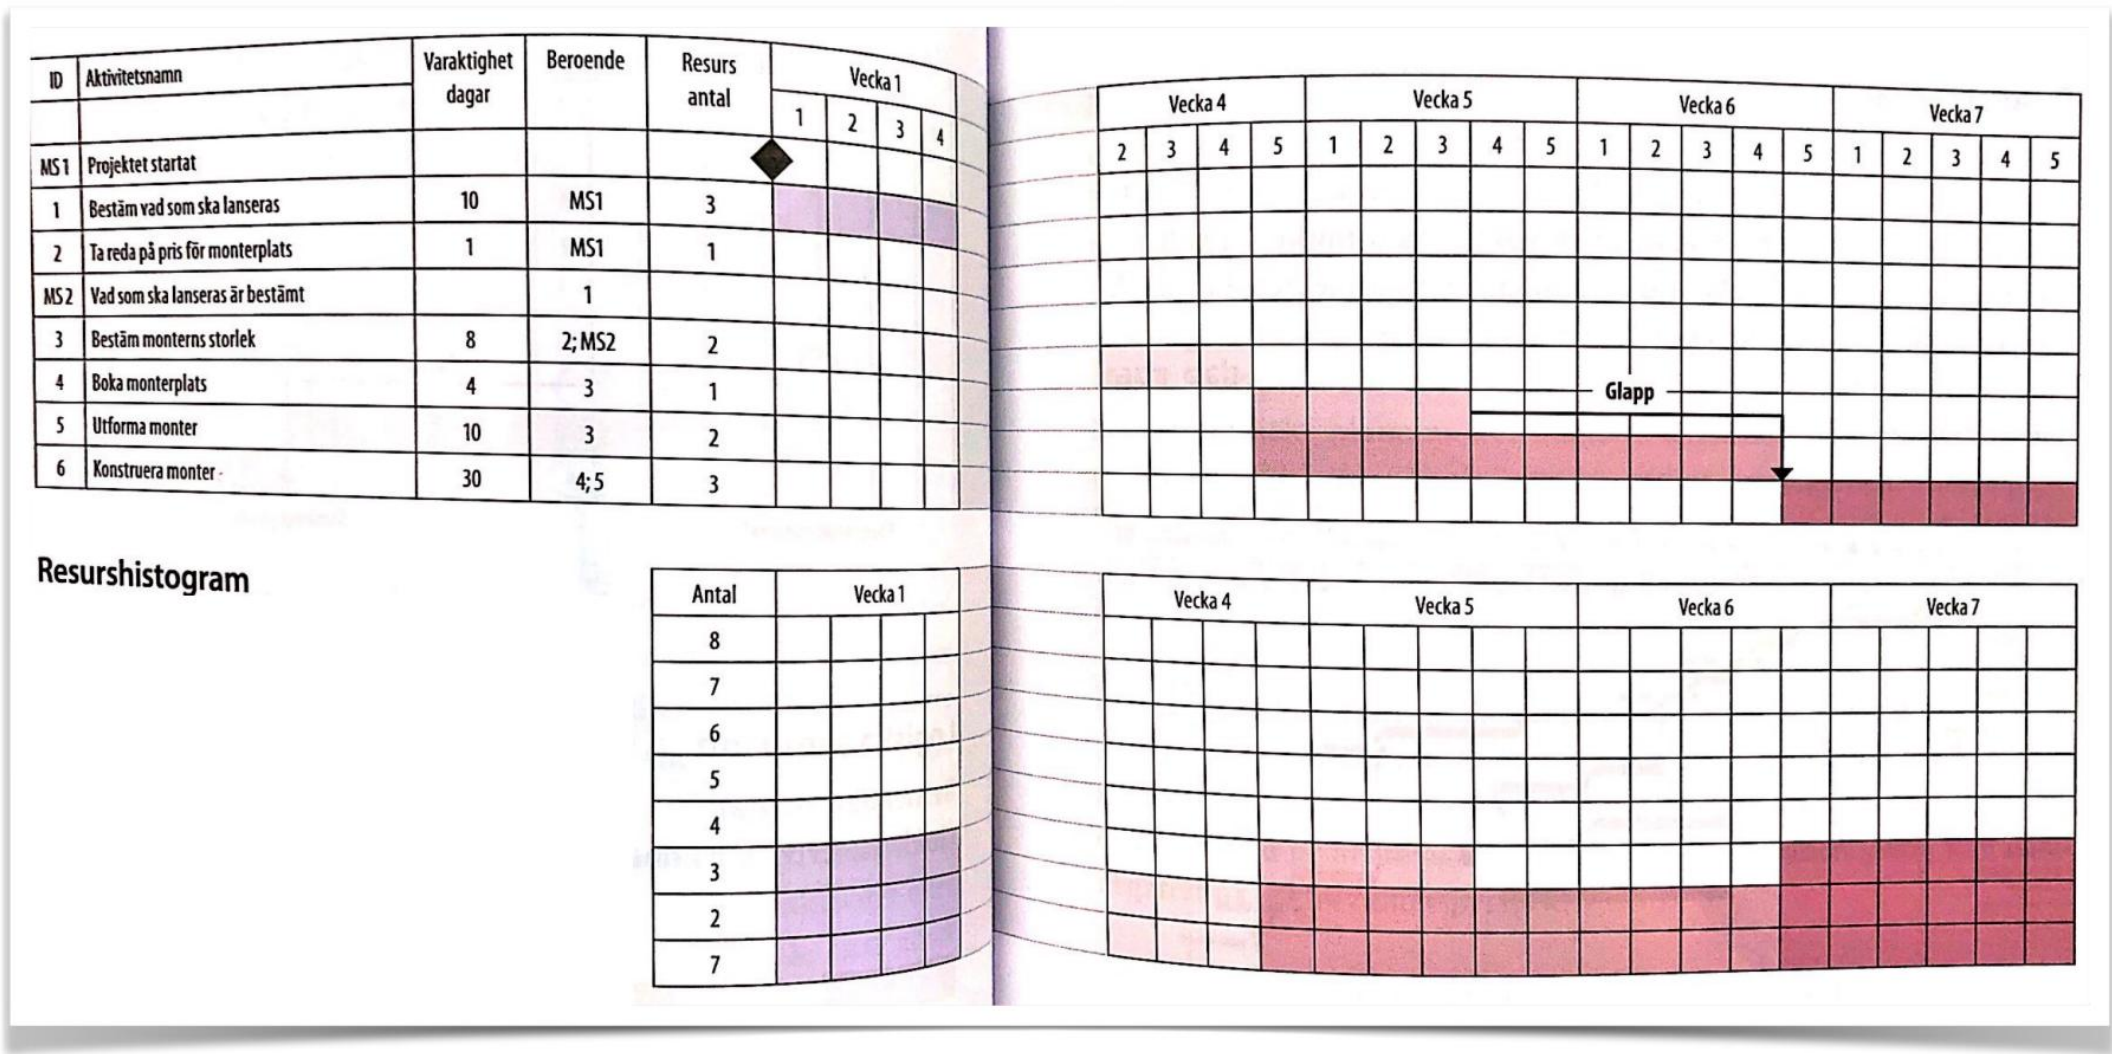 ID Aktivitetsnamn Varaktighet dagar Beroende Resurs antal Vecka 1
1 2 3 4
MS1 Projektet startat
1 Bestäm vad som ska lanseras 10 MS1 3
2 Ta reda på pris för monterplats 1 MS1 1
MS2 Vad som ska lanseras är bestämt 1
3 Bestäm monterns storlek 8 2; MS2 2
4 Boka monterplats 4 3 1
5 Utforma monter 10 3 2
6 Konstruera monter 30 4; 5 3
Vecka 4 Vecka 5 Vecka 6 Vecka 7
2 3 4 5 1 2 3 4 5 1 2 3 4 5 1 2 3 4 5
Glapp
Resurshistogram
Antal Vecka 1
8
7
6
5
4
3
2
7
Vecka 4 Vecka 5 Vecka 6 Vecka 7